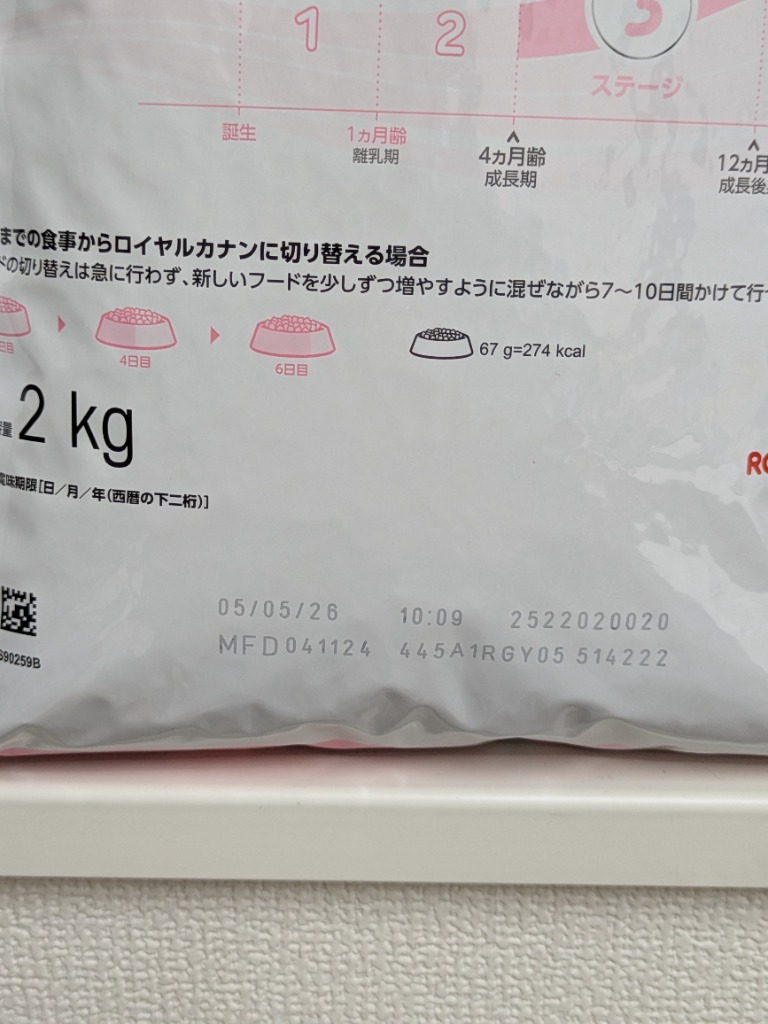 1 2 3
ステージ
誕生 1ヵ月齢 4ヵ月齢 12ヵ月
離乳期 成長期 成長後
までの食事からロイヤルカナンに切り替える場合
の切り替えは急に行わず、新しいフードを少しずつ増やすように混ぜながら7〜10日間かけて行
日目 4日目 6日目 67 g=274 kcal
量 2 kg
賞味期限[日/月/年(西暦の下二桁)]
05/05/26 10:09 2522020020
MFD041124 445A1RGY05 514222
690259B